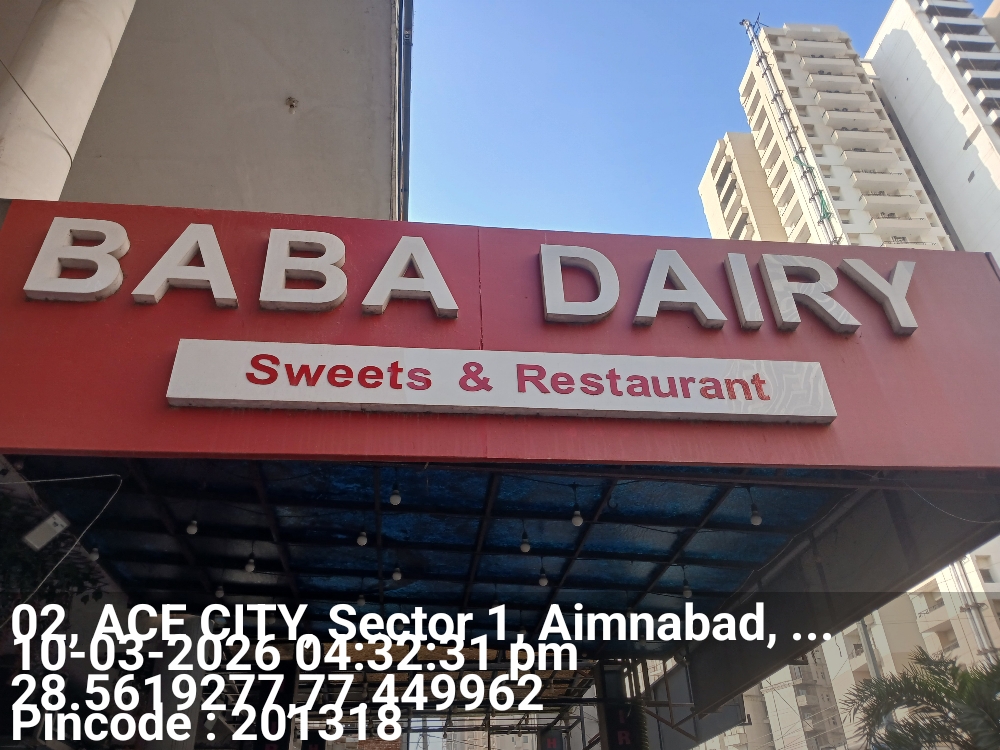 BABA DAIRY
Sweets & Restaurant
02, ACE CITY, Sector 1, Aimnabad, ...
10-03-2026 04:32:31 pm
28.5619277,77.449962
Pincode : 201318